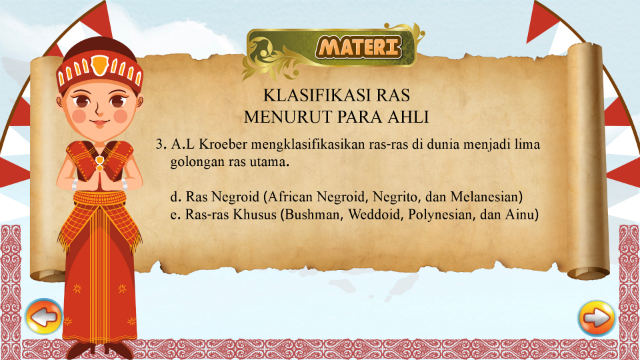 MATERI
KLASIFIKASI RAS
MENURUT PARA AHLI
3. A.L Kroeber mengklasifikasikan ras-ras di dunia menjadi lima
golongan ras utama.
d. Ras Negroid (African Negroid, Negrito, dan Melanesian)
e. Ras-ras Khusus (Bushman, Weddoid, Polynesian, dan Ainu)